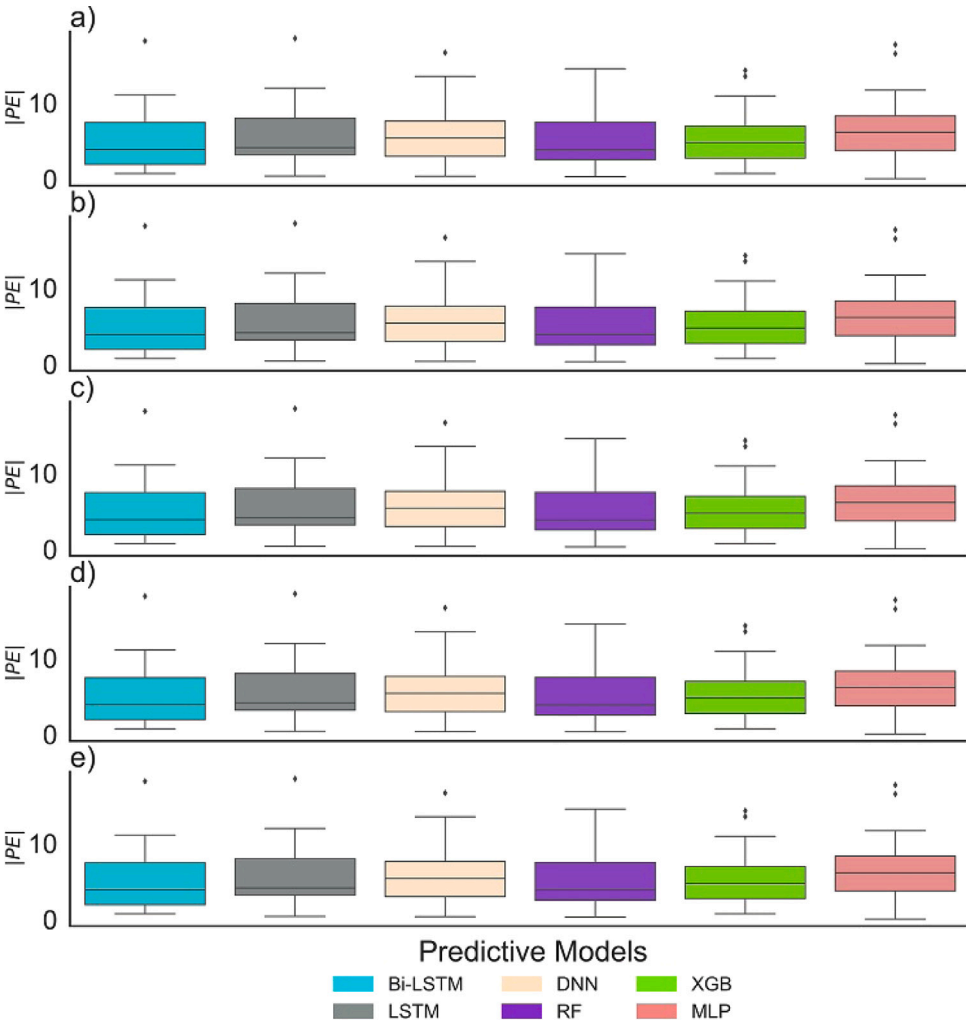 a)
|PE|
10
0
b)
|PE|
10
0
c)
|PE|
10
0
d)
|PE|
10
0
e)
|PE|
10
0
Predictive Models
Bi-LSTM DNN XGB
LSTM RF MLP